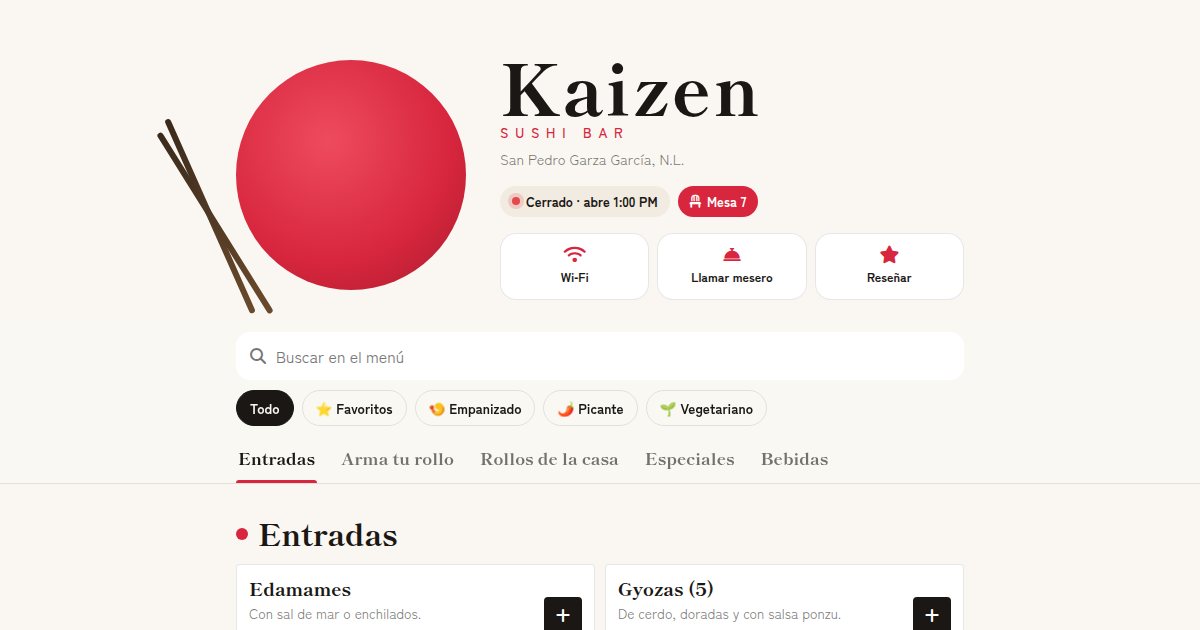 Kaizen
SUSHI BAR
San Pedro Garza García, N.L.
Cerrado · abre 1:00 PM
Mesa 7
Wi-Fi
Llamar mesero
Reseñar
Buscar en el menú
Todo
⭐ Favoritos
🍤 Empanizado
🌶️ Picante
🌱 Vegetariano
Entradas
Arma tu rollo
Rollos de la casa
Especiales
Bebidas
Entradas
Edamames
Con sal de mar o enchilados.
+
Gyozas (5)
De cerdo, doradas y con salsa ponzu.
+